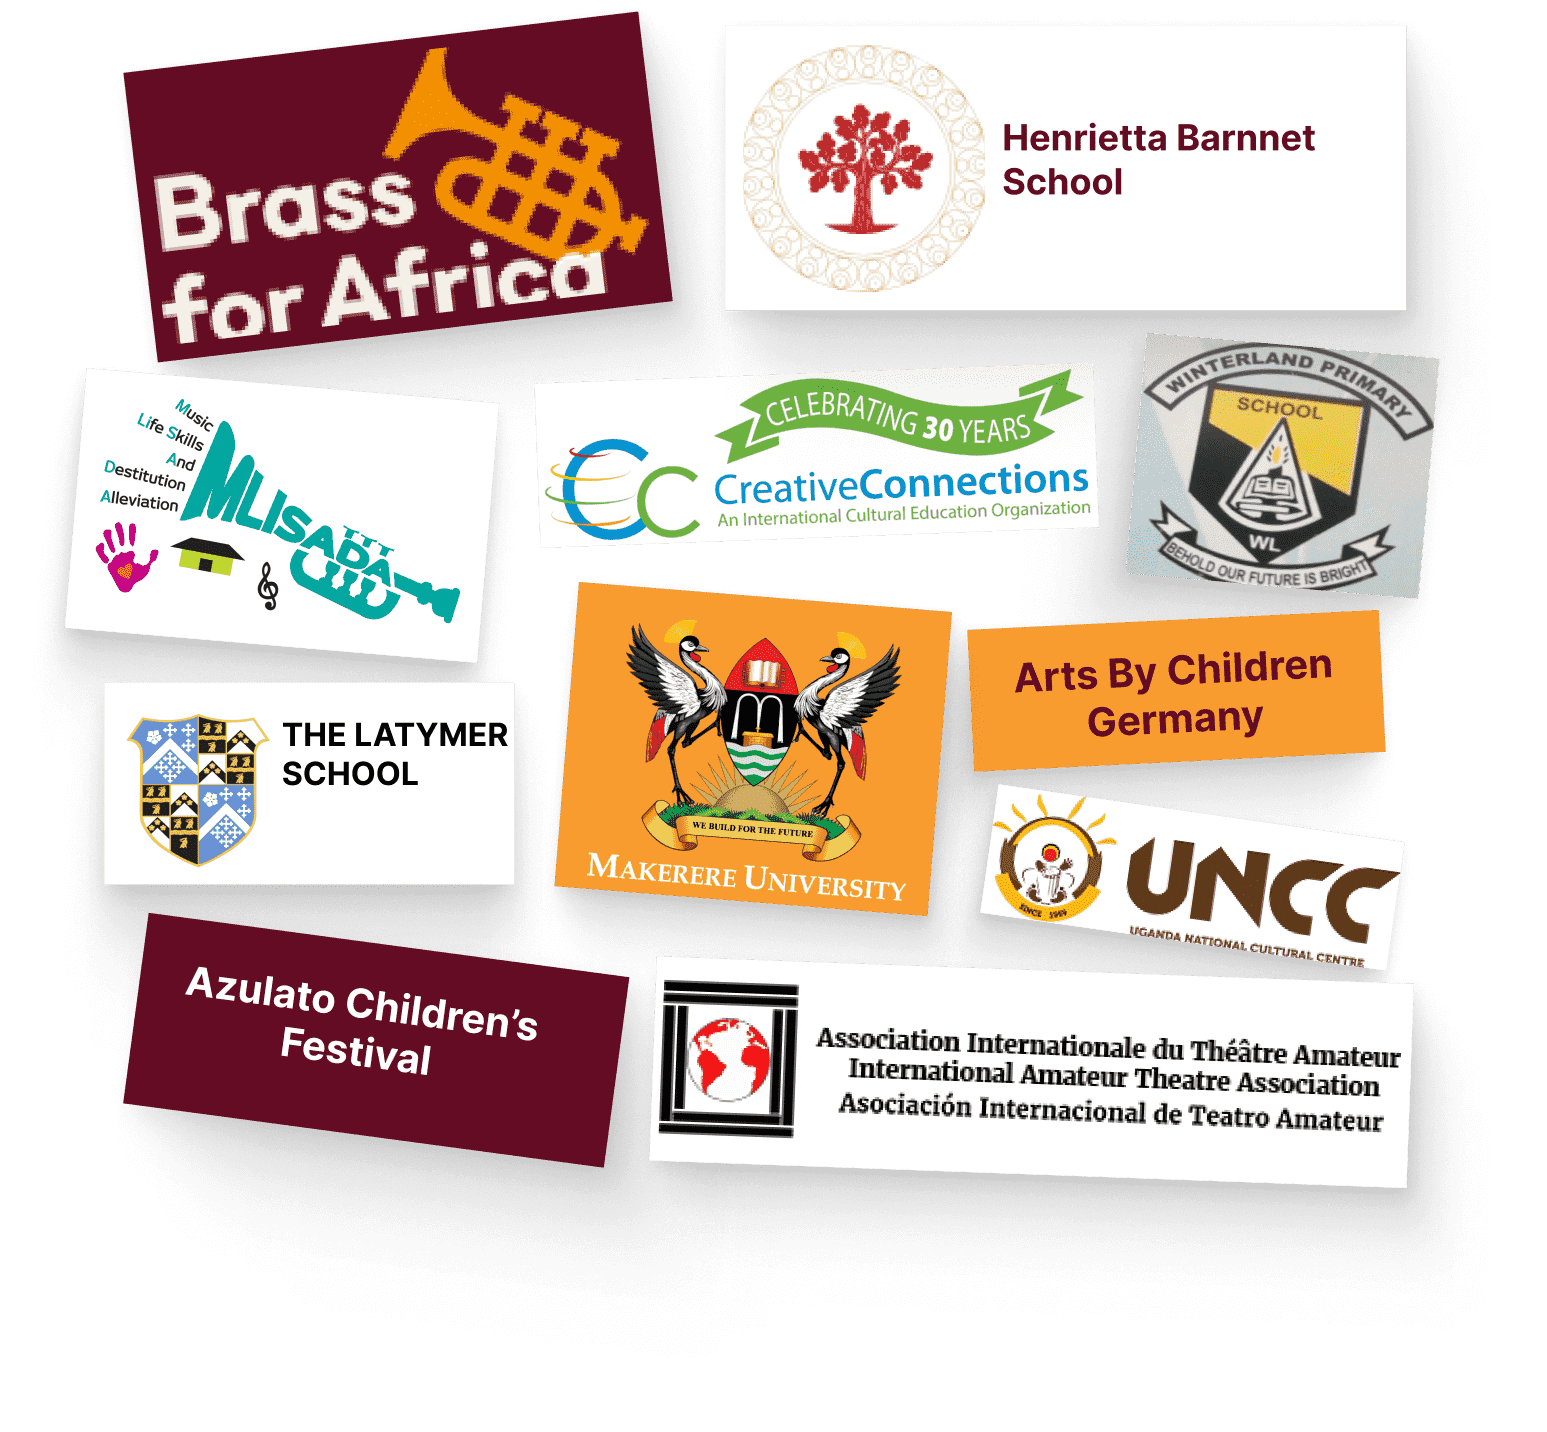 Brass
for Africa
Henrietta Barnnet
School
Music
Life Skills
And
Destitution
Alleviation
MLISADA
CELEBRATING 30 YEARS
CreativeConnections
An International Cultural Education Organization
WINTERLAND PRIMARY
SCHOOL
WL
BEHOLD OUR FUTURE IS BRIGHT
THE LATYMER
SCHOOL
WE BUILD FOR THE FUTURE
MAKERERE UNIVERSITY
Arts By Children
Germany
SINCE 1959
UNCC
UGANDA NATIONAL CULTURAL CENTRE
Azulato Children’s
Festival
Association Internationale du Théâtre Amateur
International Amateur Theatre Association
Asociación Internacional de Teatro Amateur